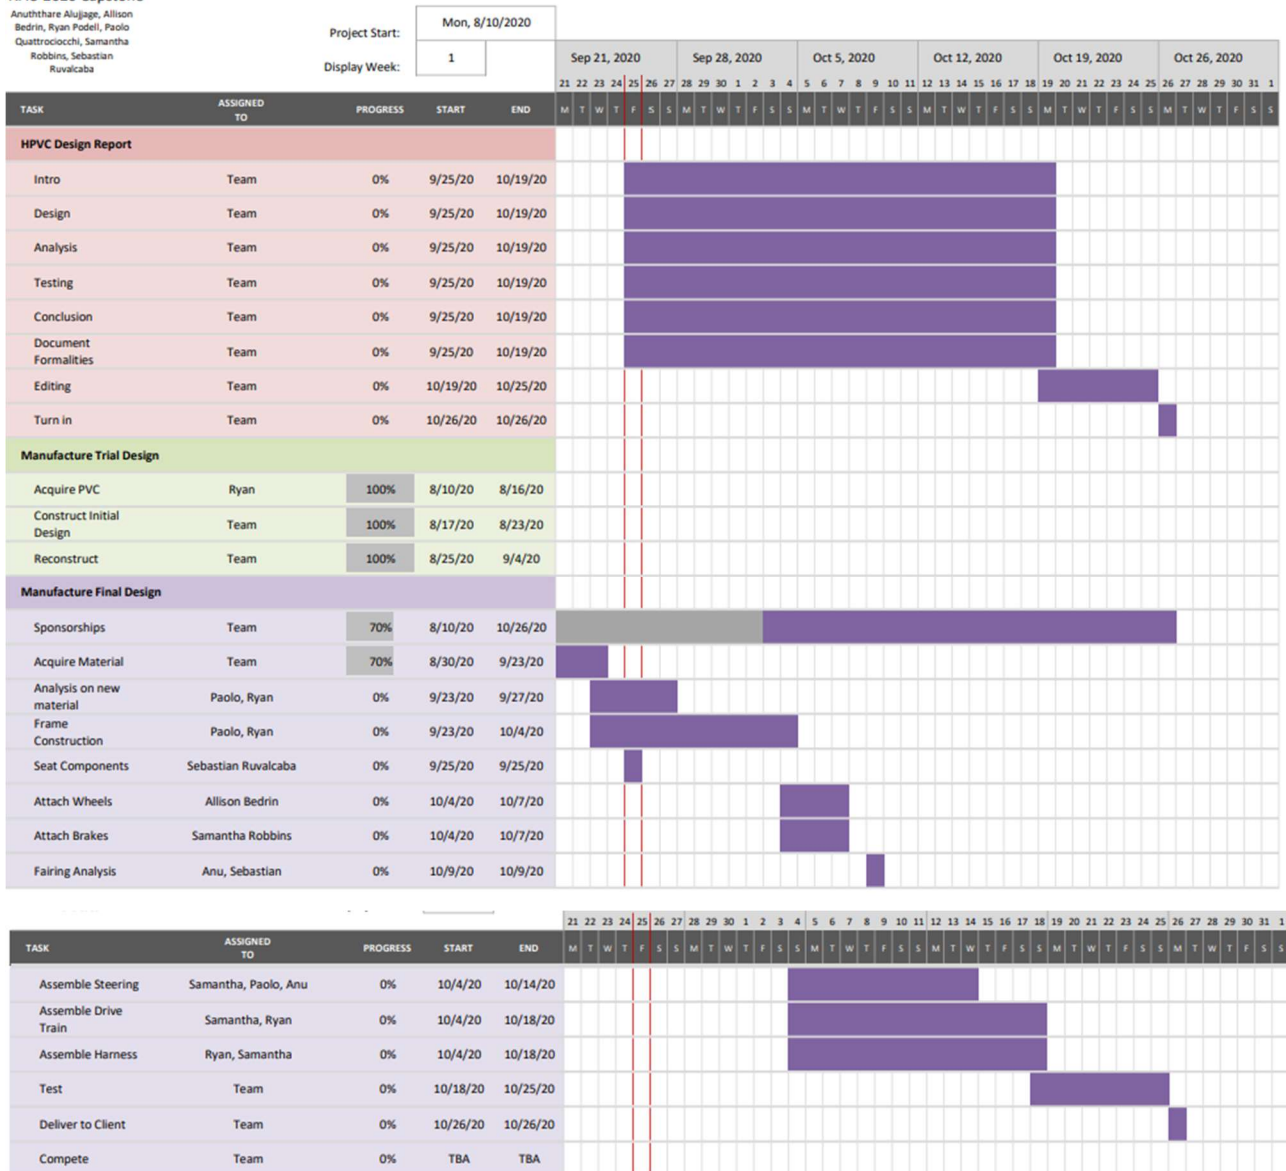 Anuththare Alujjage, Allison
Bedrin, Ryan Podell, Paolo
Quattrociocchi, Samantha
Robbins, Sebastian
Ruvalcaba
Project Start: Mon, 8/10/2020
Display Week: 1
Sep 21, 2020 Sep 28, 2020 Oct 5, 2020 Oct 12, 2020 Oct 19, 2020 Oct 26, 2020
21 22 23 24 25 26 27 28 29 30 1 2 3 4 5 6 7 8 9 10 11 12 13 14 15 16 17 18 19 20 21 22 23 24 25 26 27 28 29 30 31 1
TASK ASSIGNED TO PROGRESS START END M T W T F S S M T W T F S S M T W T F S S M T W T F S S M T W T F S S M T W T F S S
HPVC Design Report
Intro Team 0% 9/25/20 10/19/20
Design Team 0% 9/25/20 10/19/20
Analysis Team 0% 9/25/20 10/19/20
Testing Team 0% 9/25/20 10/19/20
Conclusion Team 0% 9/25/20 10/19/20
Document Formalities Team 0% 9/25/20 10/19/20
Editing Team 0% 10/19/20 10/25/20
Turn in Team 0% 10/26/20 10/26/20
Manufacture Trial Design
Acquire PVC Ryan 100% 8/10/20 8/16/20
Construct Initial Design Team 100% 8/17/20 8/23/20
Reconstruct Team 100% 8/25/20 9/4/20
Manufacture Final Design
Sponsorships Team 70% 8/10/20 10/26/20
Acquire Material Team 70% 8/30/20 9/23/20
Analysis on new material Paolo, Ryan 0% 9/23/20 9/27/20
Frame Construction Paolo, Ryan 0% 9/23/20 10/4/20
Seat Components Sebastian Ruvalcaba 0% 9/25/20 9/25/20
Attach Wheels Allison Bedrin 0% 10/4/20 10/7/20
Attach Brakes Samantha Robbins 0% 10/4/20 10/7/20
Fairing Analysis Anu, Sebastian 0% 10/9/20 10/9/20
21 22 23 24 25 26 27 28 29 30 1 2 3 4 5 6 7 8 9 10 11 12 13 14 15 16 17 18 19 20 21 22 23 24 25 26 27 28 29 30 31 1
TASK ASSIGNED TO PROGRESS START END M T W T F S S M T W T F S S M T W T F S S M T W T F S S M T W T F S S M T W T F S S
Assemble Steering Samantha, Paolo, Anu 0% 10/4/20 10/14/20
Assemble Drive Train Samantha, Ryan 0% 10/4/20 10/18/20
Assemble Harness Ryan, Samantha 0% 10/4/20 10/18/20
Test Team 0% 10/18/20 10/25/20
Deliver to Client Team 0% 10/26/20 10/26/20
Compete Team 0% TBA TBA